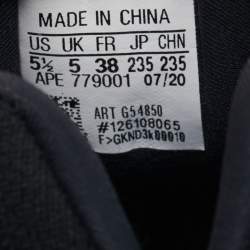 MADE IN CHINA
US UK FR JP CHN
5½ 5 38 235 235
APE 779001 07/20
ART G54850
#126108065
F>GKND3k00010